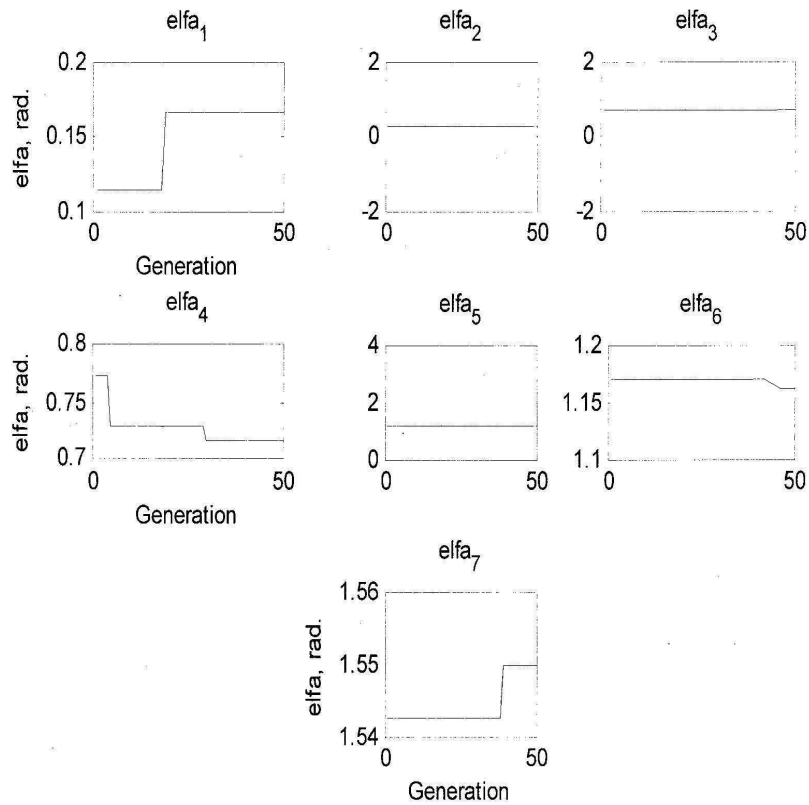 elfa1
elfa2
elfa3
elfa, rad.
0.2
0.15
0.1
0
50
Generation
2
0
-2
0
50
2
0
-2
0
50
elfa4
elfa5
elfa6
elfa, rad.
0.8
0.75
0.7
0
50
Generation
4
2
0
0
50
1.2
1.15
1.1
0
50
elfa7
elfa, rad.
1.56
1.55
1.54
0
50
Generation